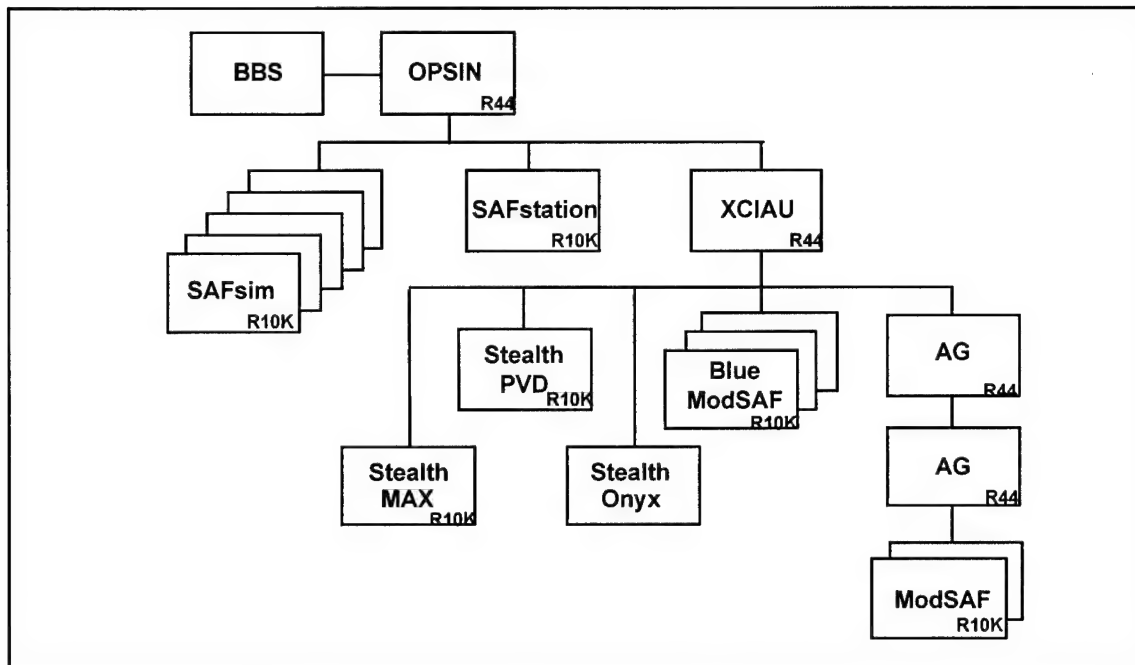 BBS
OPSIN
R44
SAFsim
R10K
SAFstation
R10K
XCIAU
R44
Stealth
PVD
R10K
Blue
ModSAF
R10K
AG
R44
Stealth
MAX
R10K
Stealth
Onyx
AG
R44
ModSAF
R10K